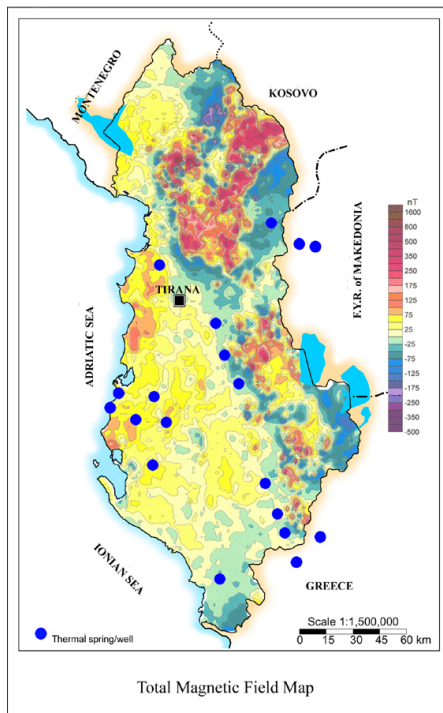 MONTENEGRO
KOSOVO
F.Y.R. of MAKEDONIA
nT
1600
800
375
250
175
125
75
25
-25
-75
-125
-175
-250
-350
-500
TIRANA
ADRIATIC SEA
IONIAN SEA
GREECE
Scale 1:1,500,000
0 15 30 45 60 km
Thermal spring/well
Total Magnetic Field Map